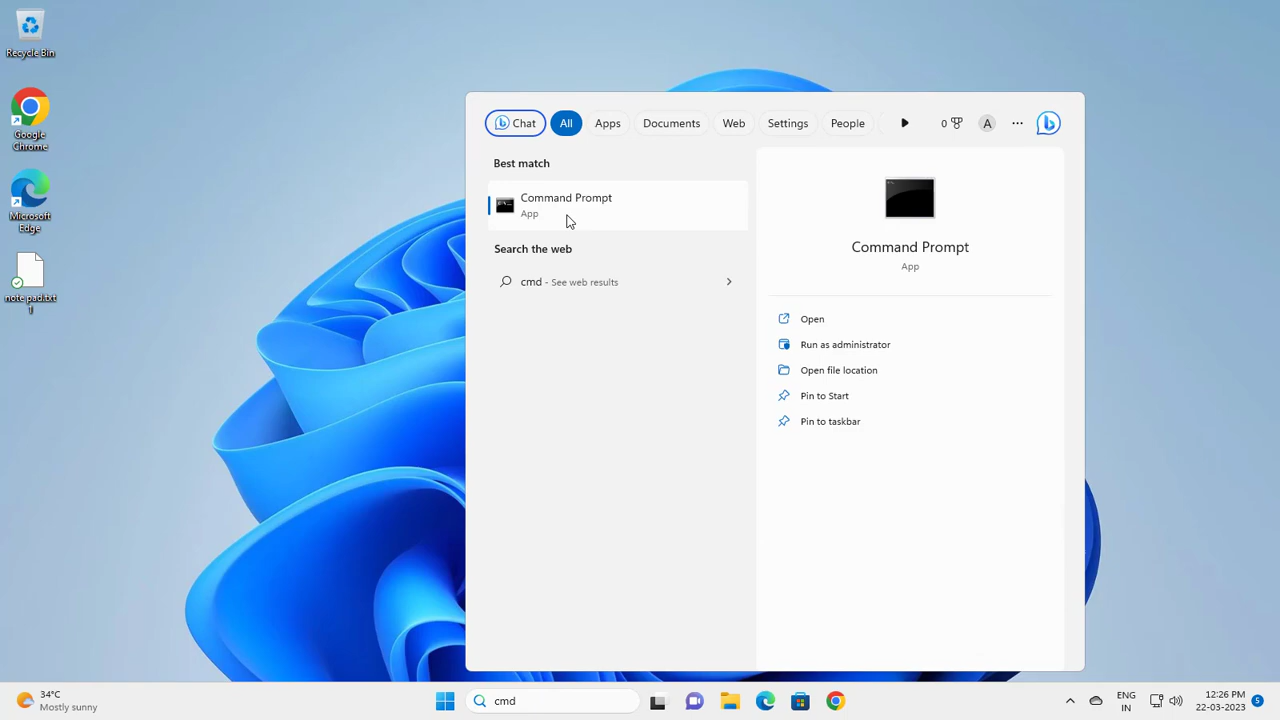 Recycle Bin
Google
Chrome
Microsoft
Edge
note pad.txt
1
Chat
All
Apps
Documents
Web
Settings
People
0
A
Best match
Command Prompt
App
Search the web
cmd - See web results
Command Prompt
App
Open
Run as administrator
Open file location
Pin to Start
Pin to taskbar
34°C
Mostly sunny
cmd
ENG
IN
12:26 PM
22-03-2023
5